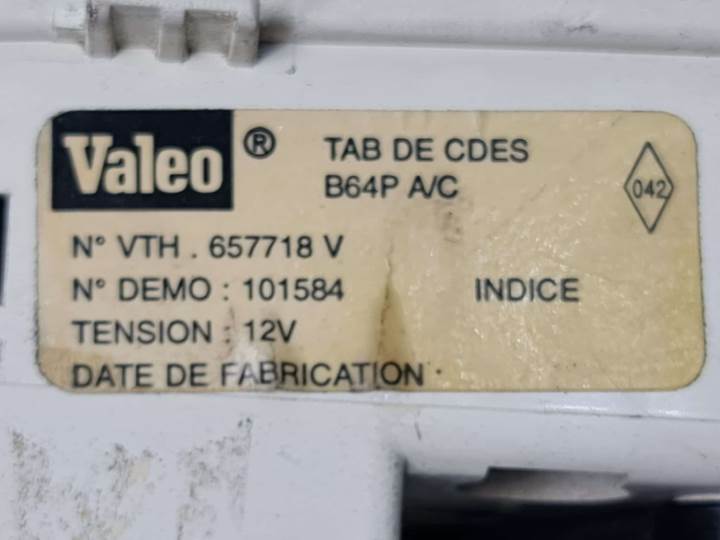 Valeo ® TAB DE CDES
B64P A/C
042
N° VTH . 657718 V
N° DEMO : 101584 INDICE
TENSION : 12V
DATE DE FABRICATION :